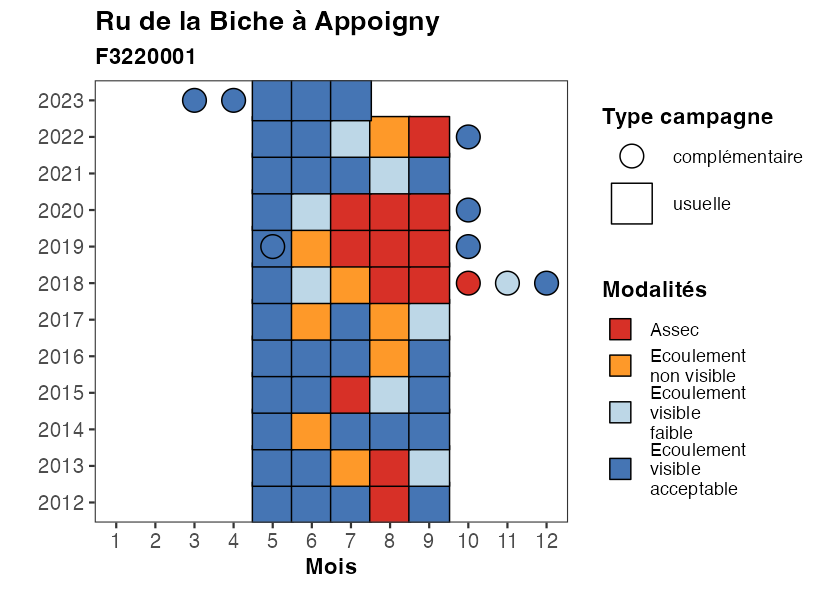 Ru de la Biche à Appoigny
F3220001
2023
2022
2021
2020
2019
2018
2017
2016
2015
2014
2013
2012
1 2 3 4 5 6 7 8 9 10 11 12
Mois
Type campagne
complémentaire
usuelle
Modalités
Assec
Ecoulement
non visible
Ecoulement
visible
faible
Ecoulement
visible
acceptable